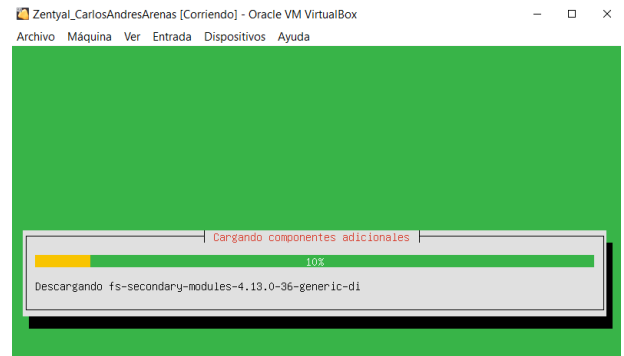 Zentyal_CarlosAndresArenas [Corriendo] - Oracle VM VirtualBox
Archivo Máquina Ver Entrada Dispositivos Ayuda
Cargando componentes adicionales
10%
Descargando fs-secondary-modules-4.13.0-36-generic-di